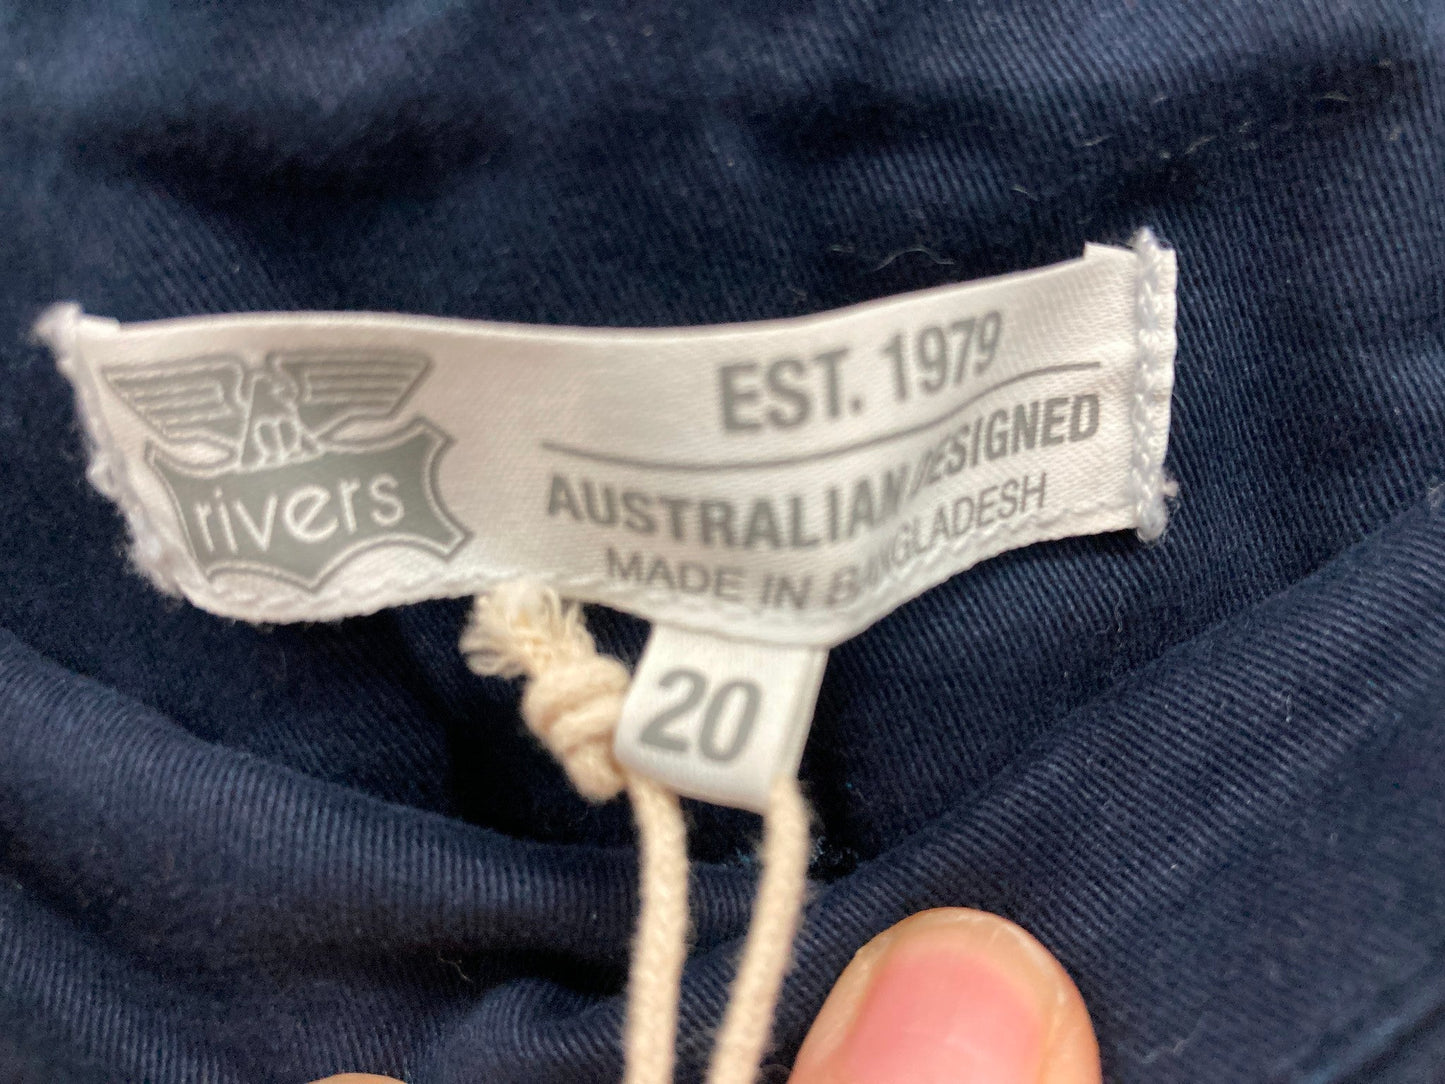 rivers
EST. 1979
AUSTRALIAN DESIGNED
MADE IN BANGLADESH
20